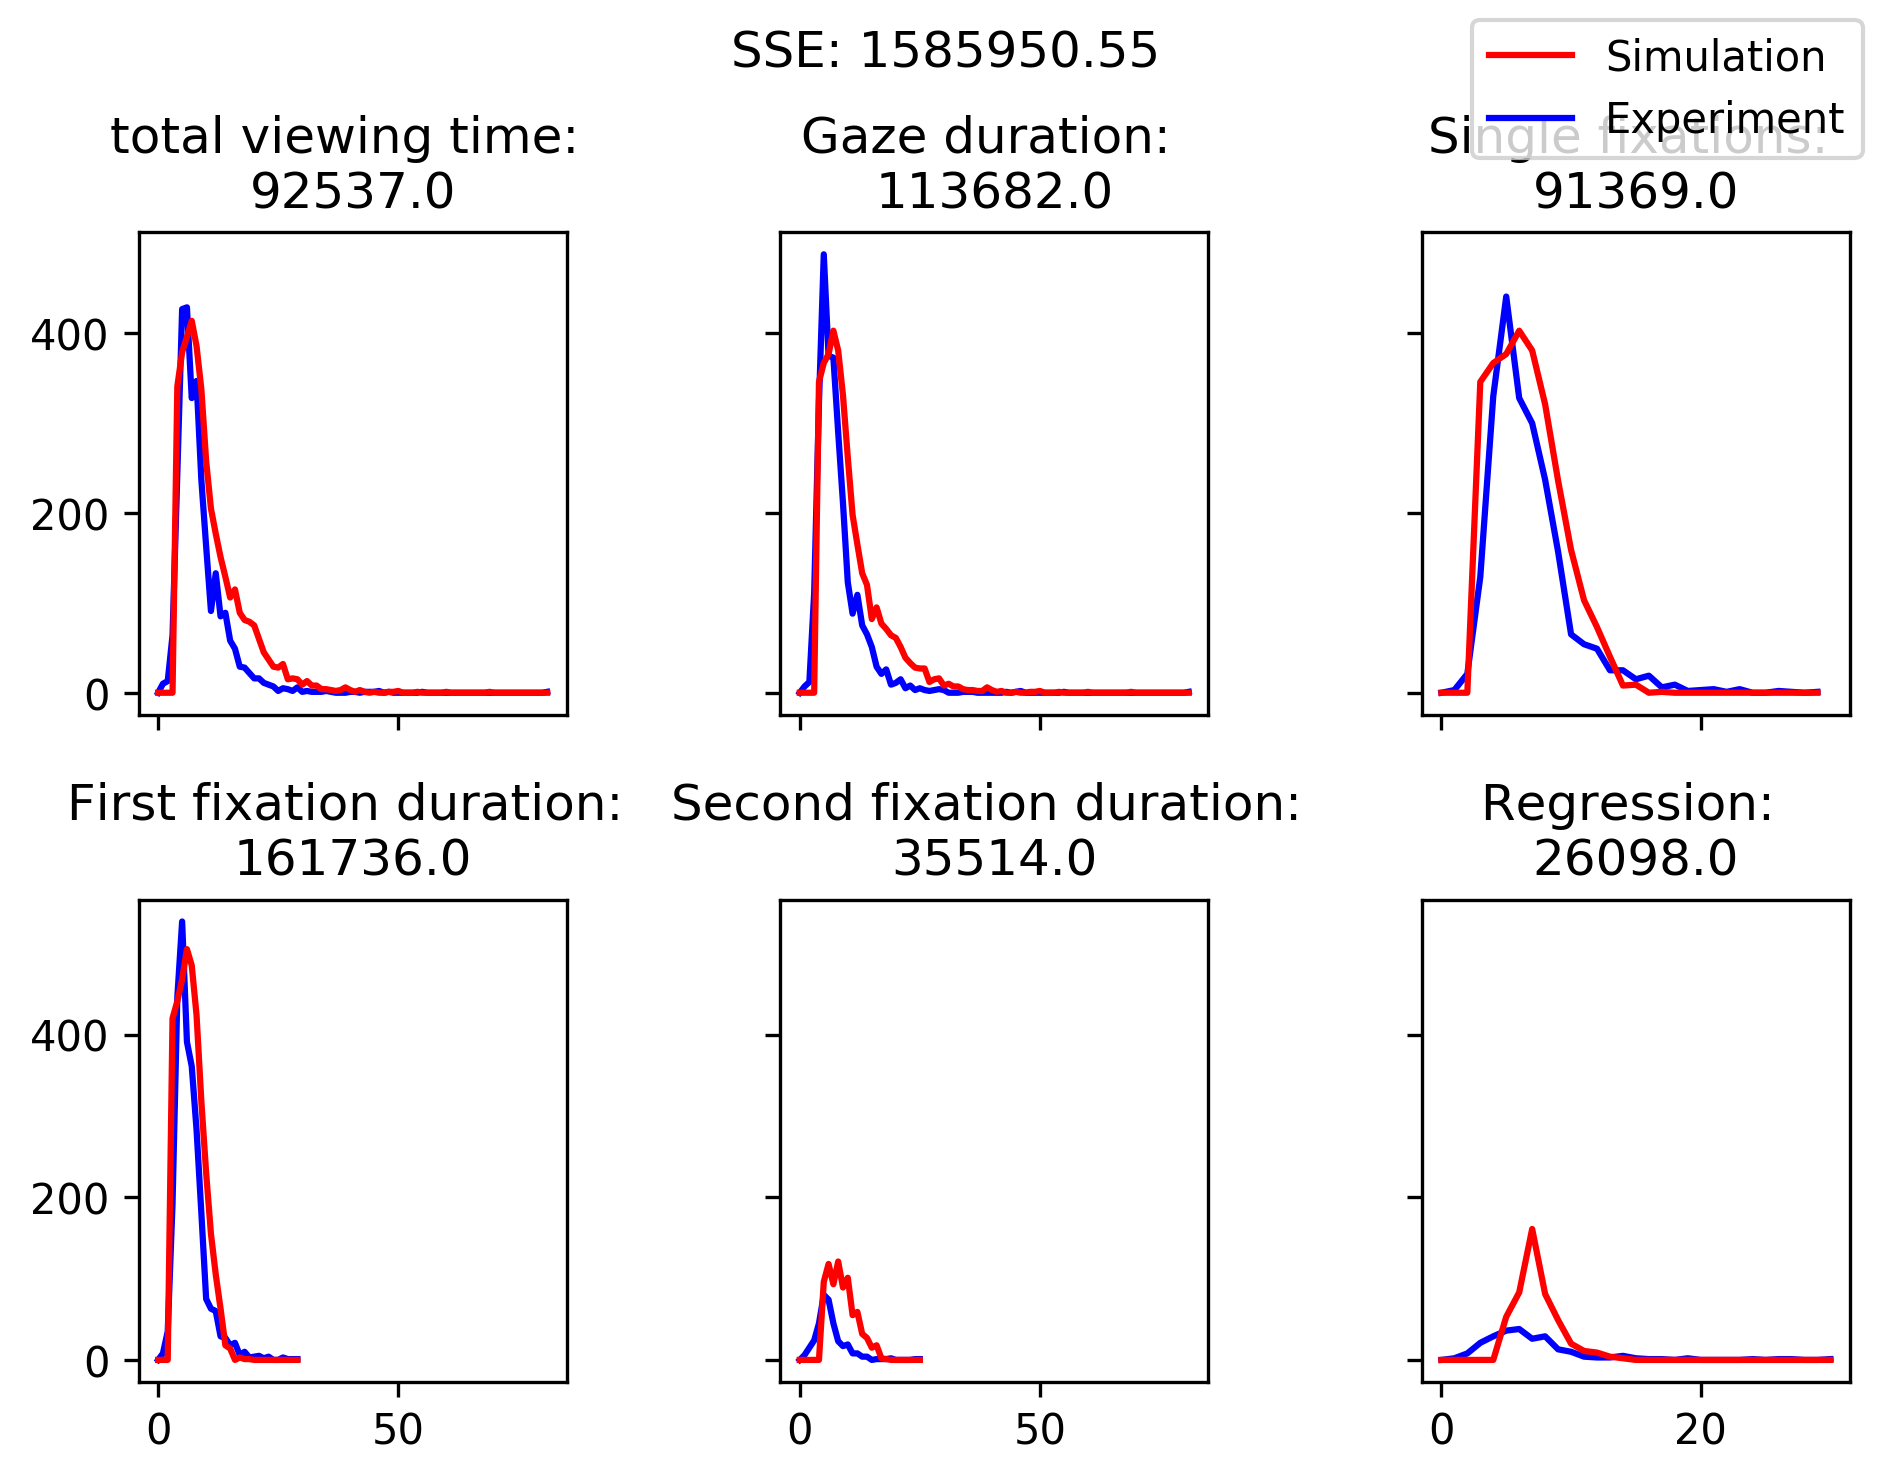 SSE: 1585950.55
Simulation
Experiment
total viewing time:
92537.0
Gaze duration:
113682.0
Single fixations:
91369.0
400
200
0
First fixation duration:
161736.0
Second fixation duration:
35514.0
Regression:
26098.0
400
200
0
0 50
0 50
0 20